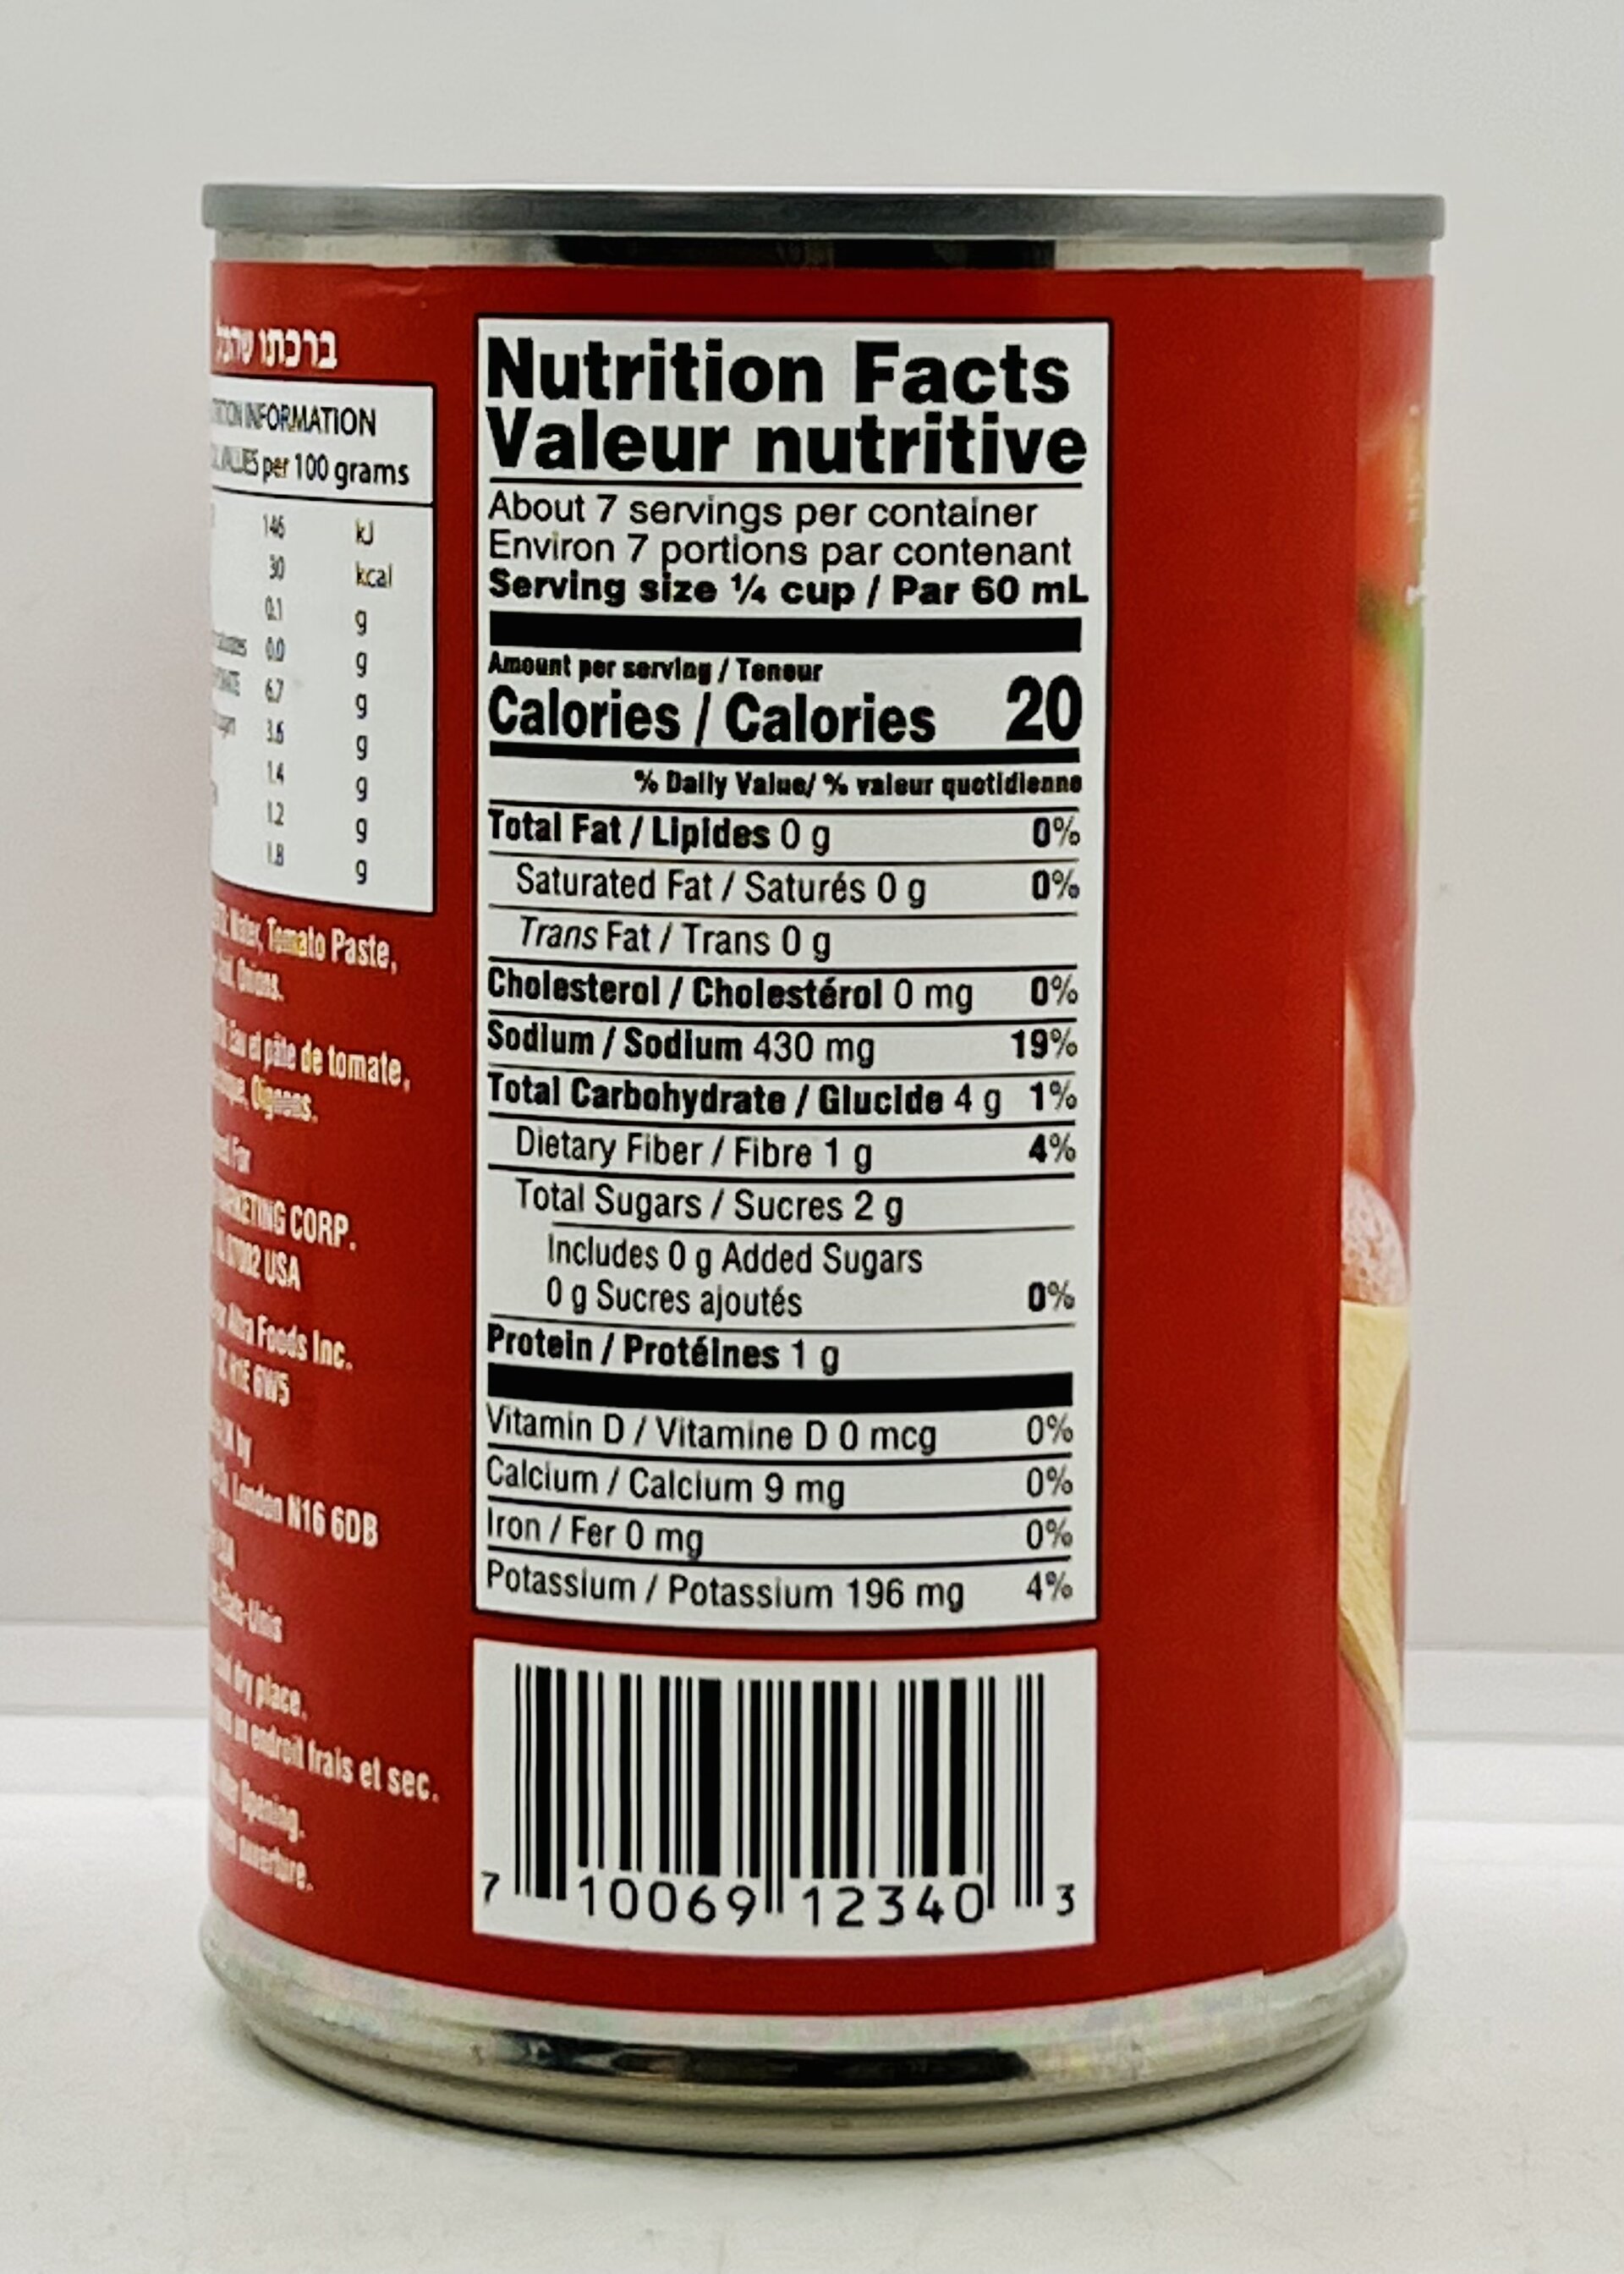 ברכתו שהכל
INFORMATION
VALUES per 100 grams
146 kJ
30 kcal
0.1 g
0.0 g
6.7 g
3.6 g
1.4 g
1.2 g
1.8 g
Water, Tomato Paste,
Onions.
Eau et pâte de tomate,
Oignons.
For
MARKETING CORP.
07002 USA
Foods Inc.
6W5
by
London N16 6DB
dry place.
un endroit frais et sec.
Opening.
ouverture.
Nutrition Facts
Valeur nutritive
About 7 servings per container
Environ 7 portions par contenant
Serving size ¼ cup / Par 60 mL
Amount per serving / Teneur
Calories / Calories 20
% Daily Value/ % valeur quotidienne
Total Fat / Lipides 0 g 0%
Saturated Fat / Saturés 0 g 0%
Trans Fat / Trans 0 g
Cholesterol / Cholestérol 0 mg 0%
Sodium / Sodium 430 mg 19%
Total Carbohydrate / Glucide 4 g 1%
Dietary Fiber / Fibre 1 g 4%
Total Sugars / Sucres 2 g
Includes 0 g Added Sugars
0 g Sucres ajoutés 0%
Protein / Protéines 1 g
Vitamin D / Vitamine D 0 mcg 0%
Calcium / Calcium 9 mg 0%
Iron / Fer 0 mg 0%
Potassium / Potassium 196 mg 4%
7 10069 12340 3